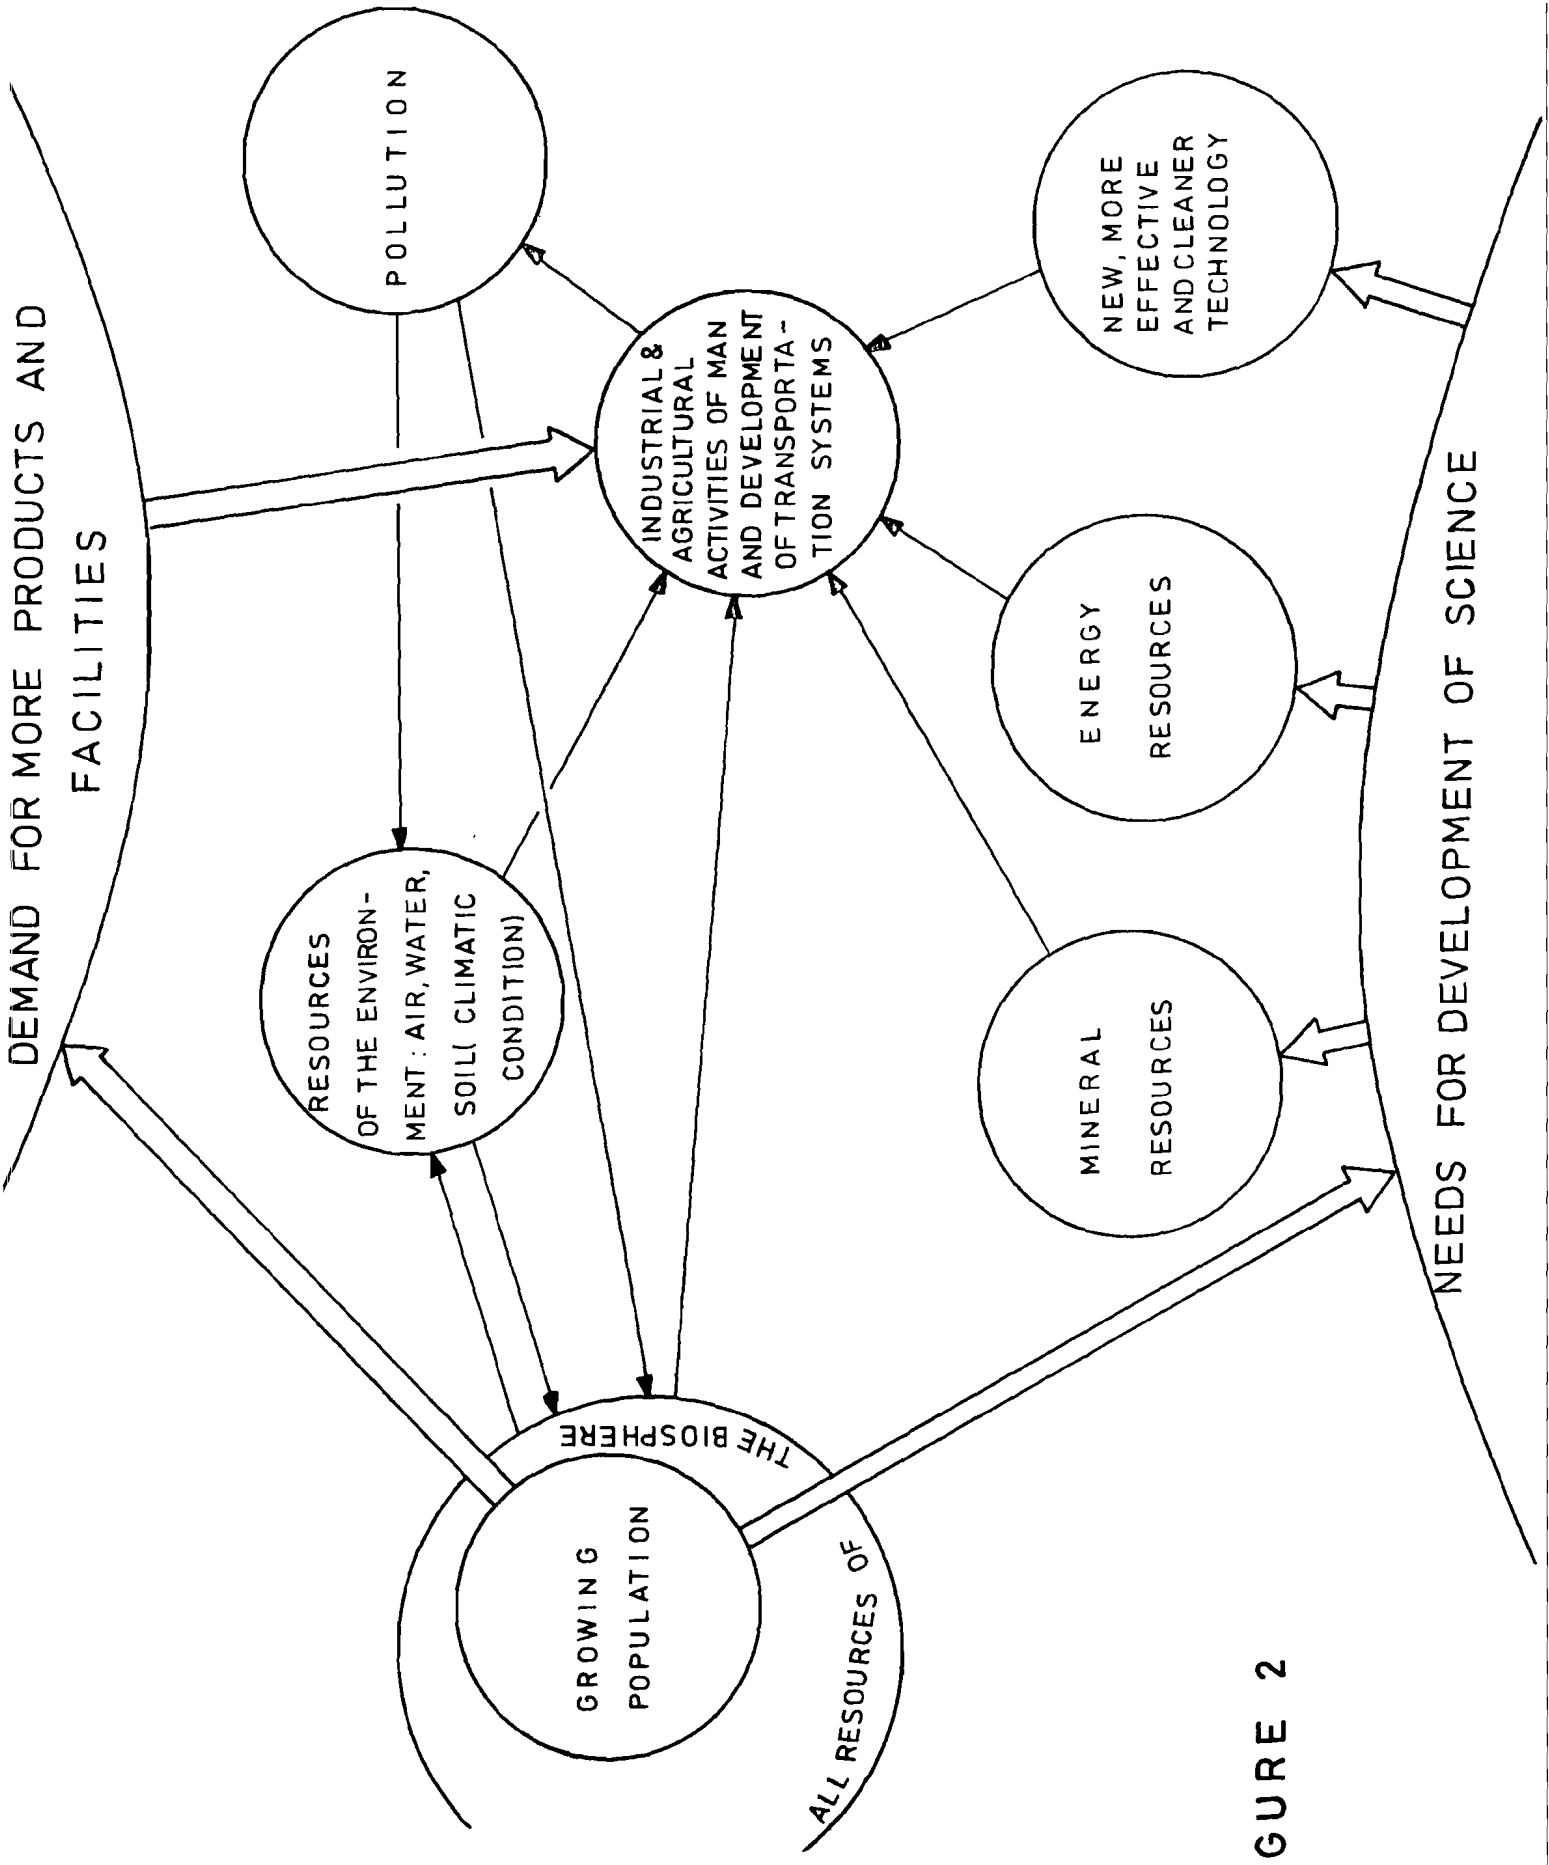 DEMAND FOR MORE PRODUCTS AND
FACILITIES
POLLUTION
RESOURCES
OF THE ENVIRON-
MENT: AIR, WATER,
SOIL( CLIMATIC
CONDITION)
INDUSTRIAL &
AGRICULTURAL
ACTIVITIES OF MAN
AND DEVELOPMENT
OF TRANSPORTA-
TION SYSTEMS
GROWING
POPULATION
ALL RESOURCES OF
THE BIOSPHERE
MINERAL
RESOURCES
ENERGY
RESOURCES
NEW, MORE
EFFECTIVE
AND CLEANER
TECHNOLOGY
NEEDS FOR DEVELOPMENT OF SCIENCE
GURE 2